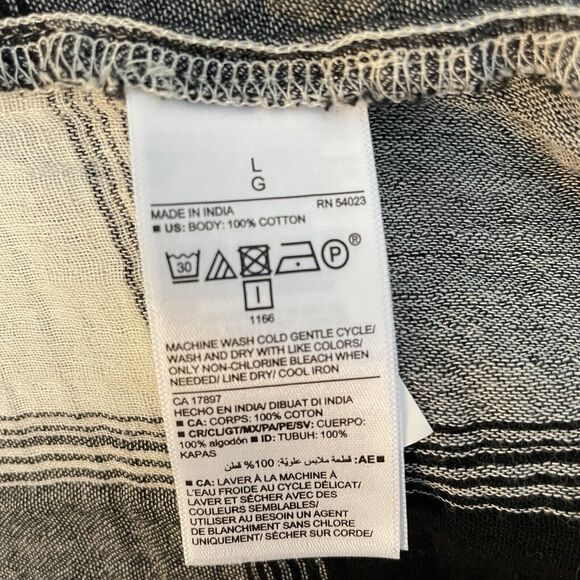 L
G
MADE IN INDIA RN 54023
■ US: BODY: 100% COTTON
30 P ®
I
1166
MACHINE WASH COLD GENTLE CYCLE/
WASH AND DRY WITH LIKE COLORS/
ONLY NON-CHLORINE BLEACH WHEN
NEEDED/ LINE DRY/ COOL IRON
CA 17897
HECHO EN INDIA/ DIBUAT DI INDIA
■ CA: CORPS: 100% COTON
■ CR/CL/GT/MX/PA/PE/SV: CUERPO:
100% algodón ■ ID: TUBUH: 100%
KAPAS
■ AE: قطعة ملابس علوية: 100% قطن
■ CA: LAVER À LA MACHINE À
L'EAU FROIDE AU CYCLE DÉLICAT/
LAVER ET SÉCHER AVEC DES
COULEURS SEMBLABLES/
UTILISER AU BESOIN UN AGENT
DE BLANCHIMENT SANS CHLORE
UNIQUEMENT/ SÉCHER SUR CORDE/